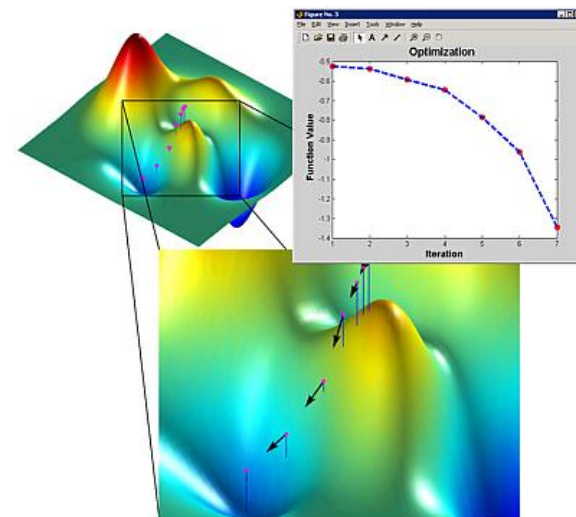 Figure No. 3
File Edit View Insert Tools Window Help
A
Optimization
-0.5
-0.6
-0.7
-0.8
-0.9
-1
-1.1
-1.2
-1.3
-1.4
1 2 3 4 5 6 7
Function Value
Iteration